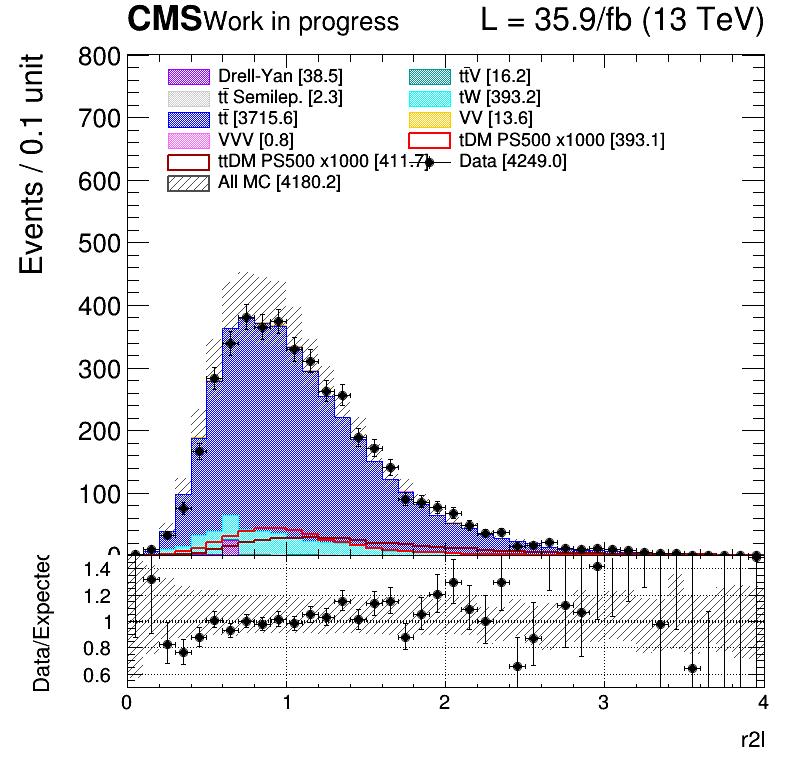 CMS Work in progress L = 35.9/fb (13 TeV)
Events / 0.1 unit
800
700
600
500
400
300
200
100
0
Drell-Yan [38.5]
tt̄ Semilep. [2.3]
tt̄ [3715.6]
VVV [0.8]
ttDM PS500 x1000 [411.7]
All MC [4180.2]
tt̄V [16.2]
tW [393.2]
VV [13.6]
tDM PS500 x1000 [393.1]
Data [4249.0]
Data/Expected
1.4
1.2
1
0.8
0.6
0 1 2 3 4
r2l